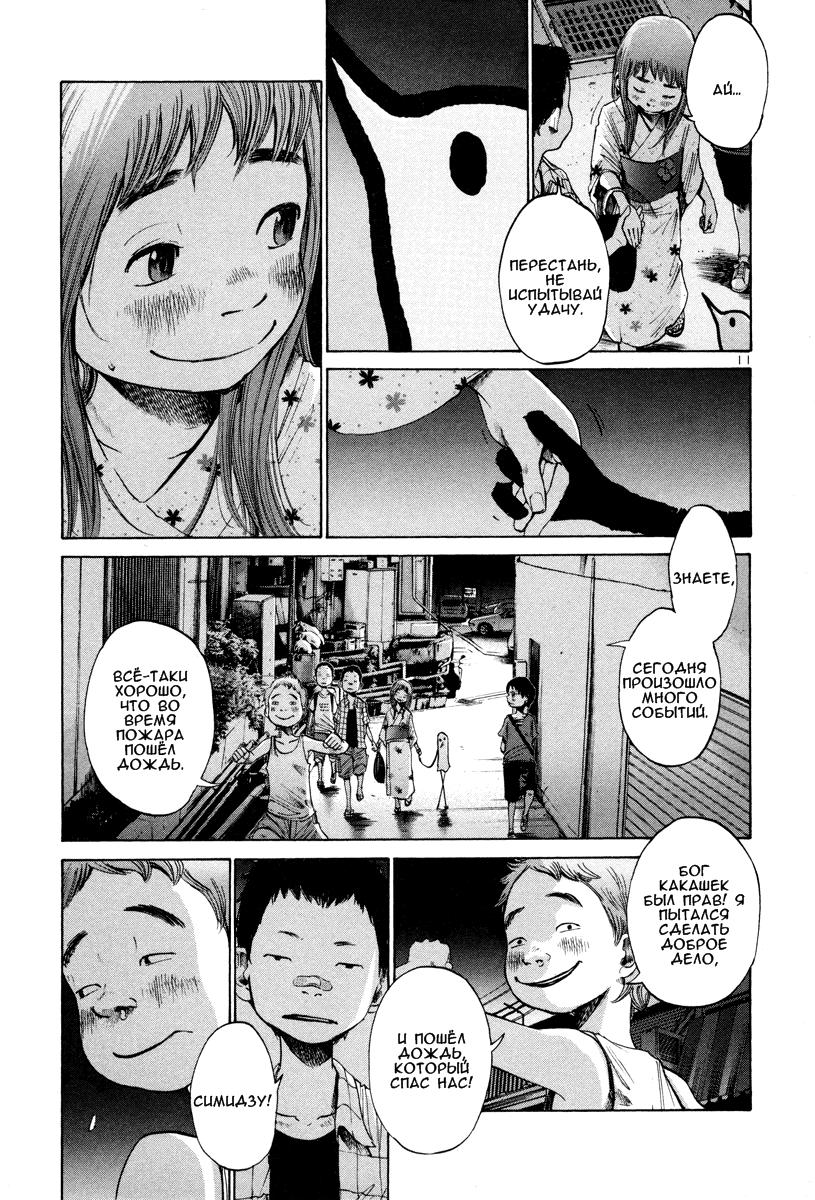 АЙ...
ПЕРЕСТАНЬ,
НЕ
ИСПЫТЫВАЙ
УДАЧУ.
11
ЗНАЕТЕ,
СЕГОДНЯ
ПРОИЗОШЛО
МНОГО
СОБЫТИЙ.
ВСЁ-ТАКИ
ХОРОШО,
ЧТО ВО
ВРЕМЯ
ПОЖАРА
ПОШЁЛ
ДОЖДЬ.
БОГ
КАКАШЕК
БЫЛ ПРАВ! Я
ПЫТАЛСЯ
СДЕЛАТЬ
ДОБРОЕ
ДЕЛО,
И ПОШЁЛ
ДОЖДЬ,
КОТОРЫЙ
СПАС НАС!
СИМИДЗУ!